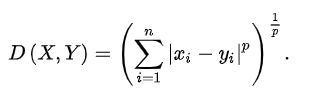 D (X, Y) = ( ∑_{i=1}^{n} |x_i − y_i|^p )^{1/p} .